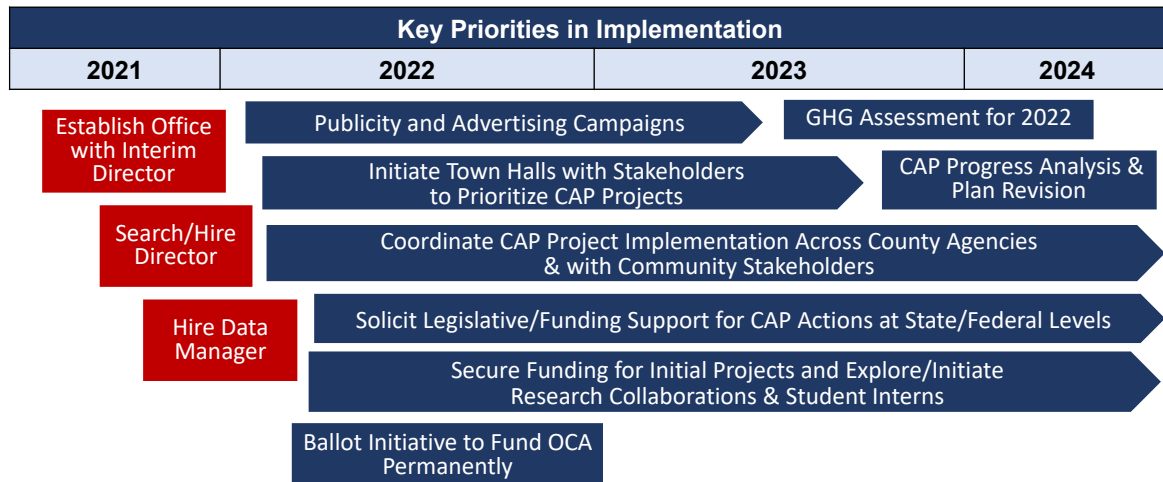 Key Priorities in Implementation
2021
2022
2023
2024
Establish Office
with Interim
Director
Publicity and Advertising Campaigns
GHG Assessment for 2022
Initiate Town Halls with Stakeholders
to Prioritize CAP Projects
CAP Progress Analysis &
Plan Revision
Search/Hire
Director
Coordinate CAP Project Implementation Across County Agencies
& with Community Stakeholders
Hire Data
Manager
Solicit Legislative/Funding Support for CAP Actions at State/Federal Levels
Secure Funding for Initial Projects and Explore/Initiate
Research Collaborations & Student Interns
Ballot Initiative to Fund OCA
Permanently